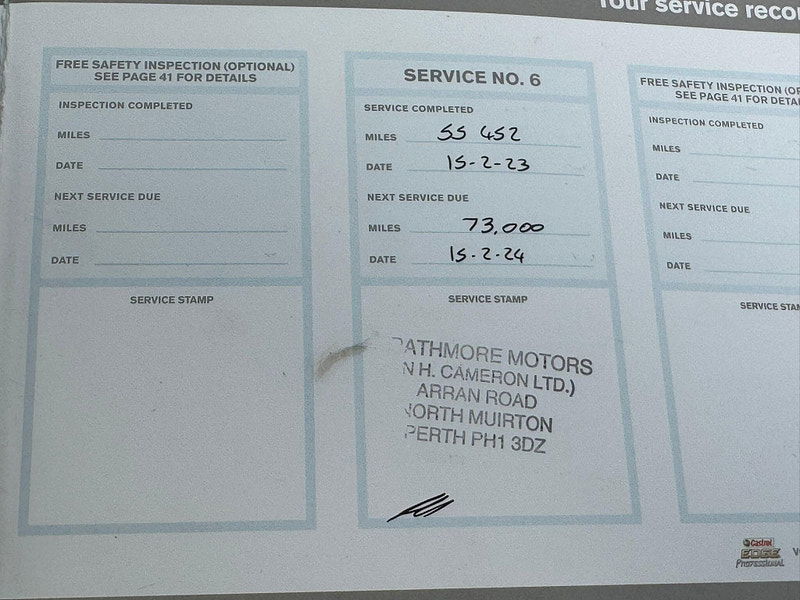 Your service recor
FREE SAFETY INSPECTION (OPTIONAL)
SEE PAGE 41 FOR DETAILS
INSPECTION COMPLETED
MILES
DATE
NEXT SERVICE DUE
MILES
DATE
SERVICE STAMP
SERVICE NO. 6
SERVICE COMPLETED
MILES 55 452
DATE 15-2-23
NEXT SERVICE DUE
MILES 73,000
DATE 15-2-24
SERVICE STAMP
RATHMORE MOTORS
N H. CAMERON LTD.)
ARRAN ROAD
NORTH MUIRTON
PERTH PH1 3DZ
FREE SAFETY INSPECTION (OP
SEE PAGE 41 FOR DETAI
INSPECTION COMPLETED
MILES
DATE
NEXT SERVICE DUE
MILES
DATE
SERVICE STAM
Castrol
EDGE
Professional